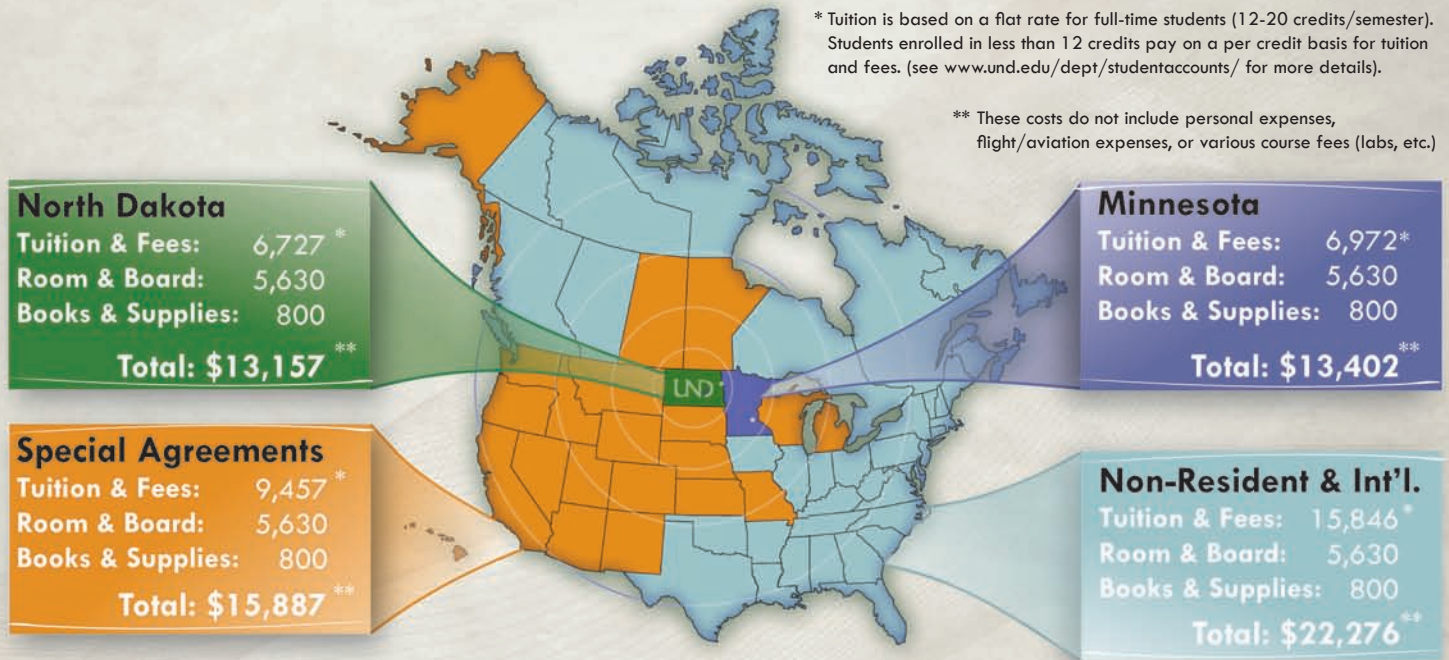 * Tuition is based on a flat rate for full-time students (12-20 credits/semester).
Students enrolled in less than 12 credits pay on a per credit basis for tuition
and fees. (see www.und.edu/dept/studentaccounts/ for more details).
** These costs do not include personal expenses,
flight/aviation expenses, or various course fees (labs, etc.)
North Dakota
Tuition & Fees: 6,727 *
Room & Board: 5,630
Books & Supplies: 800
Total: $13,157 **
Minnesota
Tuition & Fees: 6,972*
Room & Board: 5,630
Books & Supplies: 800
Total: $13,402**
UND
Special Agreements
Tuition & Fees: 9,457 *
Room & Board: 5,630
Books & Supplies: 800
Total: $15,887 **
Non-Resident & Int'l.
Tuition & Fees: 15,846*
Room & Board: 5,630
Books & Supplies: 800
Total: $22,276**